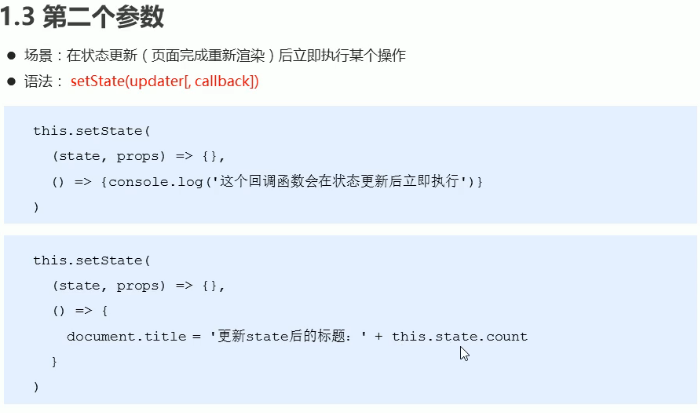 1.3 第二个参数
● 场景：在状态更新（页面完成重新渲染）后立即执行某个操作
● 语法： setState(updater[, callback])
this.setState(
(state, props) => {},
() => {console.log('这个回调函数会在状态更新后立即执行')}
)
this.setState(
(state, props) => {},
() => {
document.title = '更新state后的标题：' + this.state.count
}
)